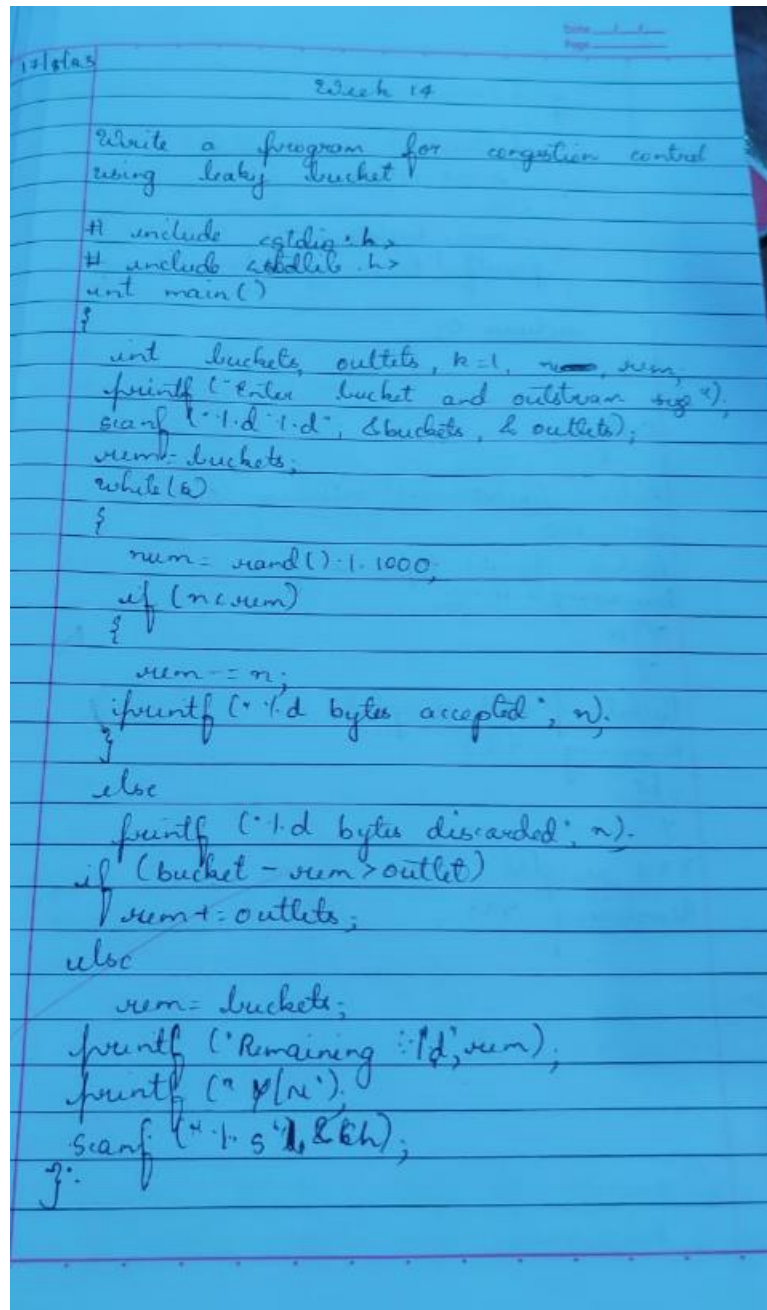 Date
Page
17/8/23
Week 14
Write a program for congestion control
using leaky bucket
# include <stdio.h>
# include <stdlib.h>
int main()
{
int buckets, outlets, k=1, rem;
printf ("Enter bucket and outstream size");
scanf ("%d %d", &buckets, & outlets);
rem = buckets;
while(k)
{
num = rand() % 1000;
if (n<rem)
{
rem -= n;
printf ("%d bytes accepted", n);
}
else
printf ("%d bytes discarded", n);
if (bucket - rem > outlet)
rem += outlets;
else
rem = buckets;
printf ("Remaining : %d", rem);
printf ("
scanf ("%s",
}